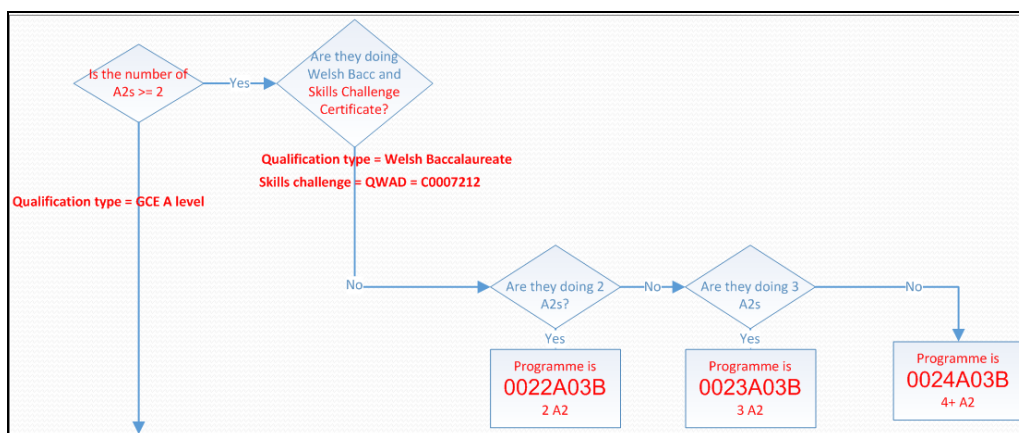 Is the number of
A2s >= 2
Yes
Are they doing
Welsh Bacc and
Skills Challenge
Certificate?
Qualification type = Welsh Baccalaureate
Skills challenge = QWAD = C0007212
Qualification type = GCE A level
No
Are they doing 2
A2s?
No
Are they doing 3
A2s
No
Yes
Yes
Programme is
0022A03B
2 A2
Programme is
0023A03B
3 A2
Programme is
0024A03B
4+ A2